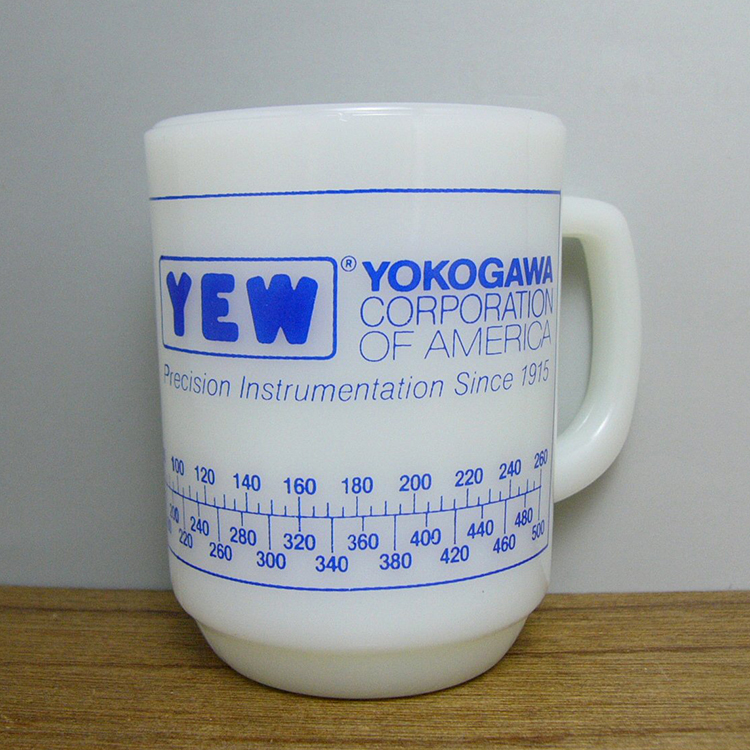 YEW ® YOKOGAWA
CORPORATION
OF AMERICA
Precision Instrumentation Since 1915
100 120 140 160 180 200 220 240 260
200 240 280 320 360 400 440 480
220 260 300 340 380 420 460 500